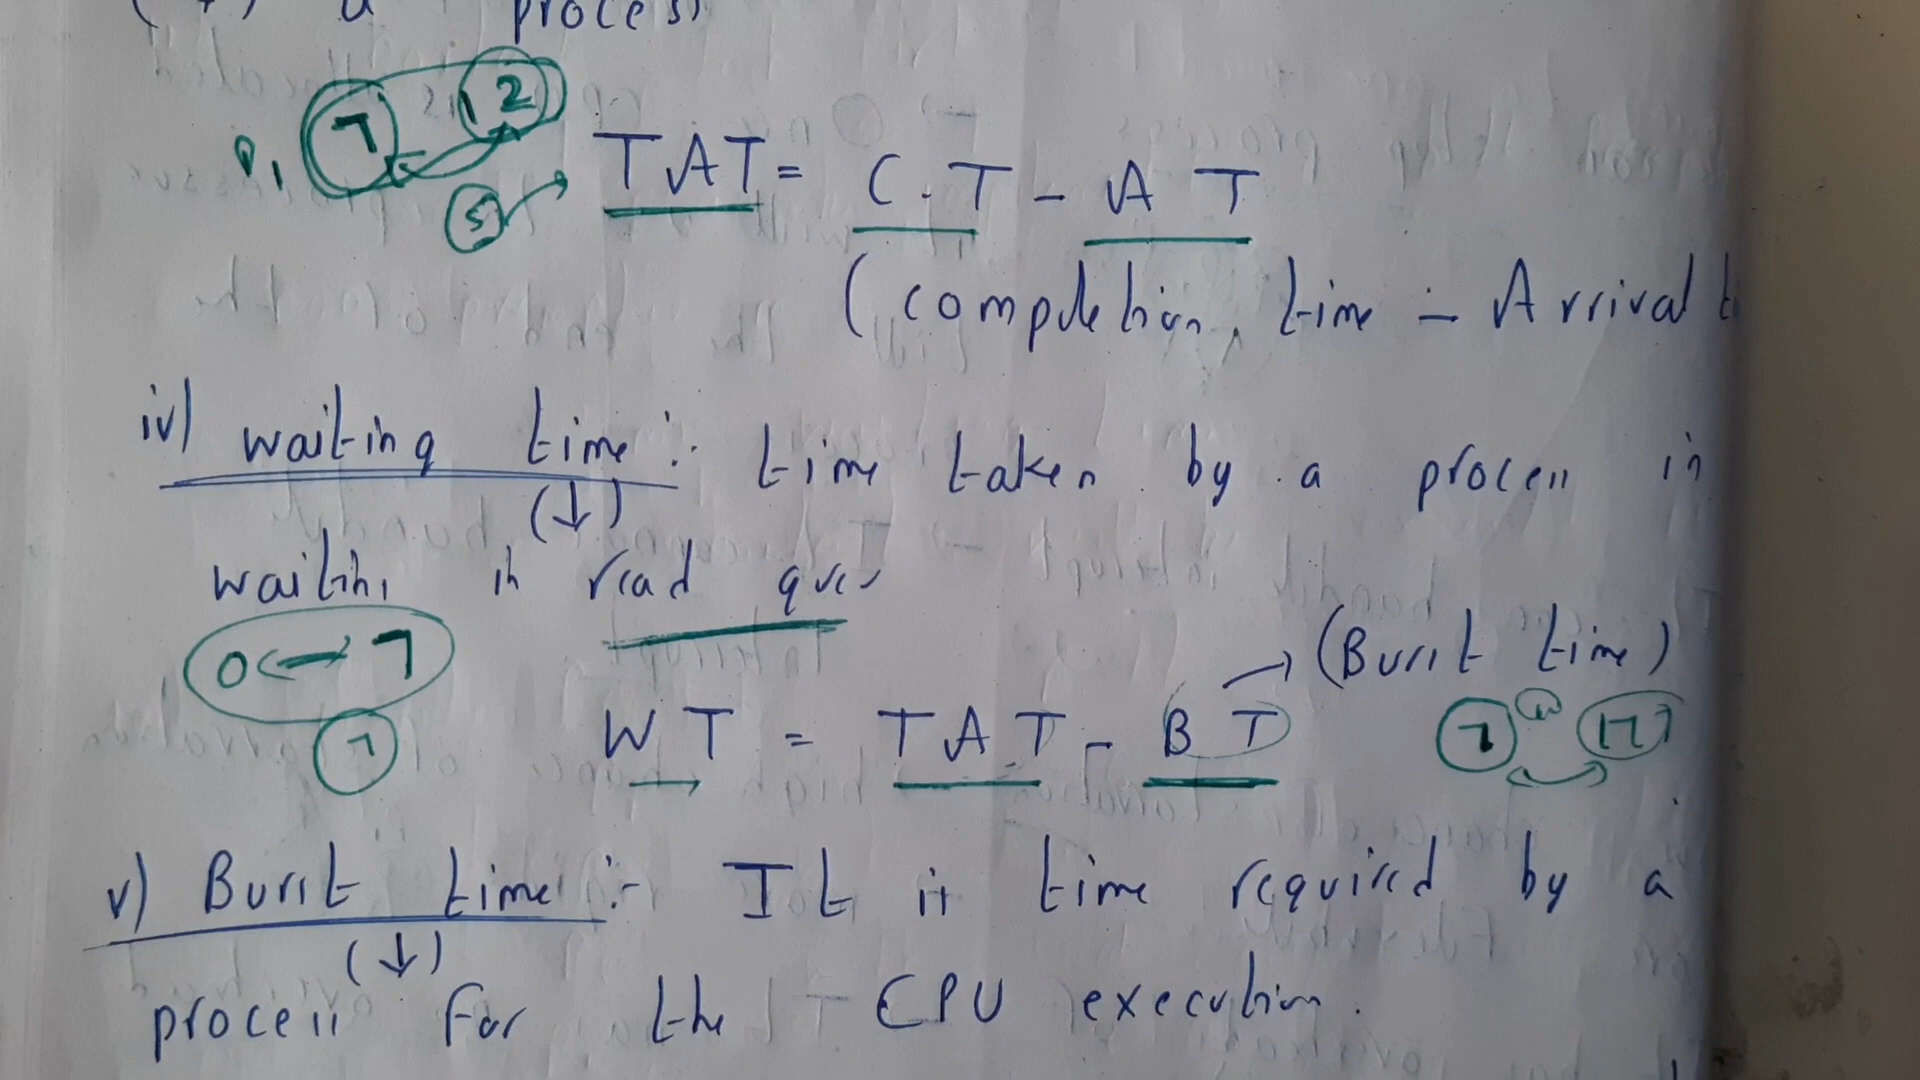 a process
P1 7 2
5 TAT = C.T - A T
(completion time - Arrival t
iv) waiting time :- time taken by a process in
(↓)
waiting in read que
0 ↔ 7
(Burst time)
7 WT = TAT - BT 7 10 17
v) Burst time :- It is time required by a
(↓)
process for the CPU execution.